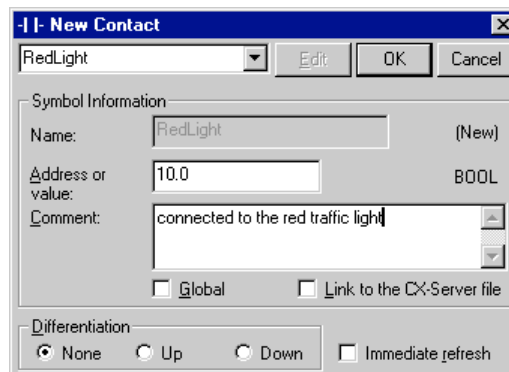 -| |- New Contact
RedLight Edit OK Cancel
Symbol Information
Name: RedLight (New)
Address or value: 10.0 BOOL
Comment: connected to the red traffic light
Global Link to the CX-Server file
Differentiation
None Up Down Immediate refresh